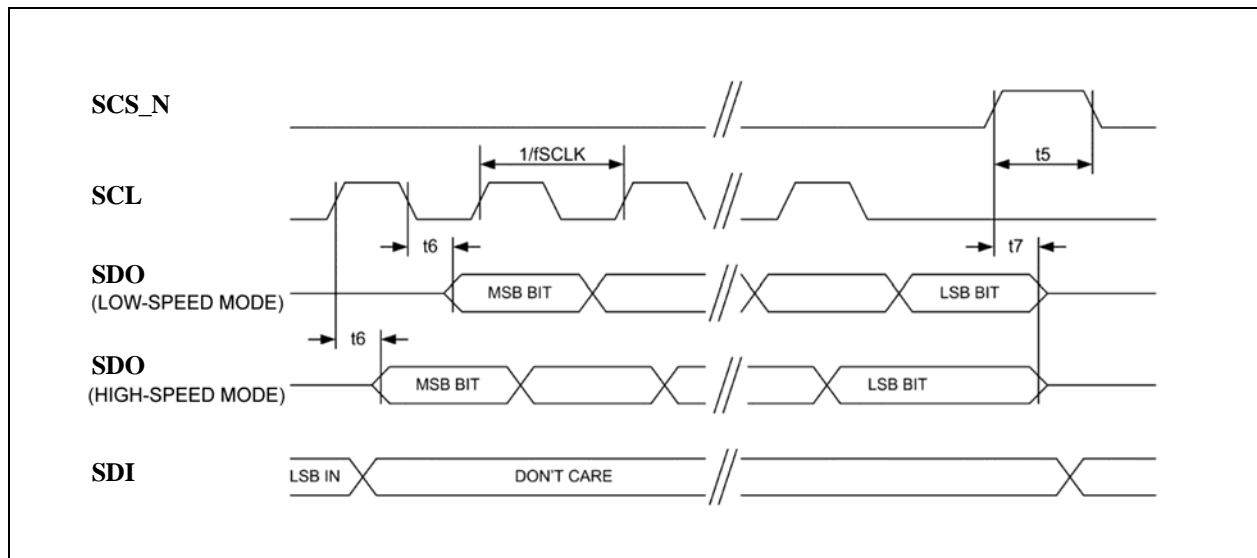 SCS_N
1/fSCLK
t5
SCL
t6
t7
SDO
(LOW-SPEED MODE)
MSB BIT
LSB BIT
t6
SDO
(HIGH-SPEED MODE)
MSB BIT
LSB BIT
SDI
LSB IN
DON'T CARE